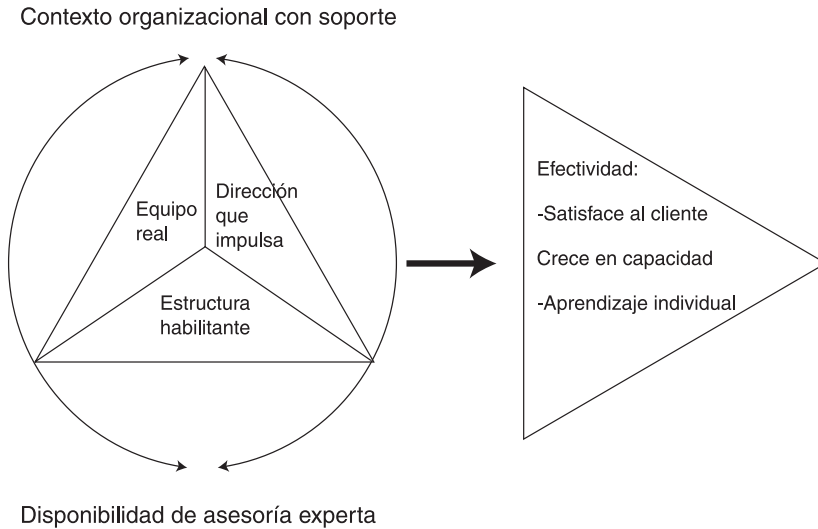 Contexto organizacional con soporte
Equipo
real
Dirección
que
impulsa
Estructura
habilitante
Efectividad:
-Satisface al cliente
Crece en capacidad
-Aprendizaje individual
Disponibilidad de asesoría experta